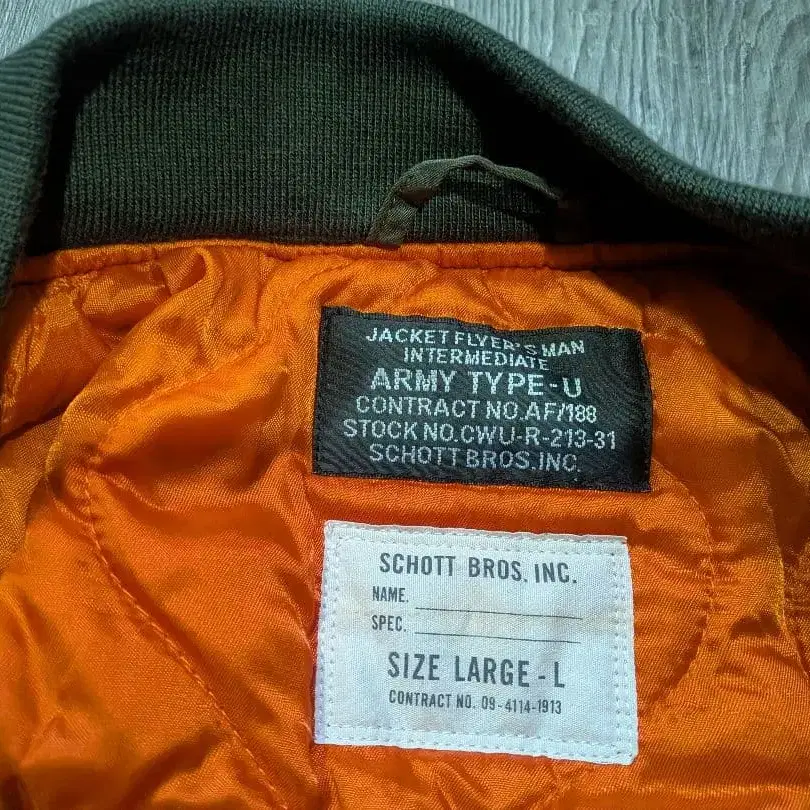 JACKET FLYER'S MAN
INTERMEDIATE
ARMY TYPE-U
CONTRACT NO.AF/188
STOCK NO.CWU-R-213-31
SCHOTT BROS.INC.
SCHOTT BROS. INC.
NAME.
SPEC.
SIZE LARGE - L
CONTRACT NO. 09-4114-1913